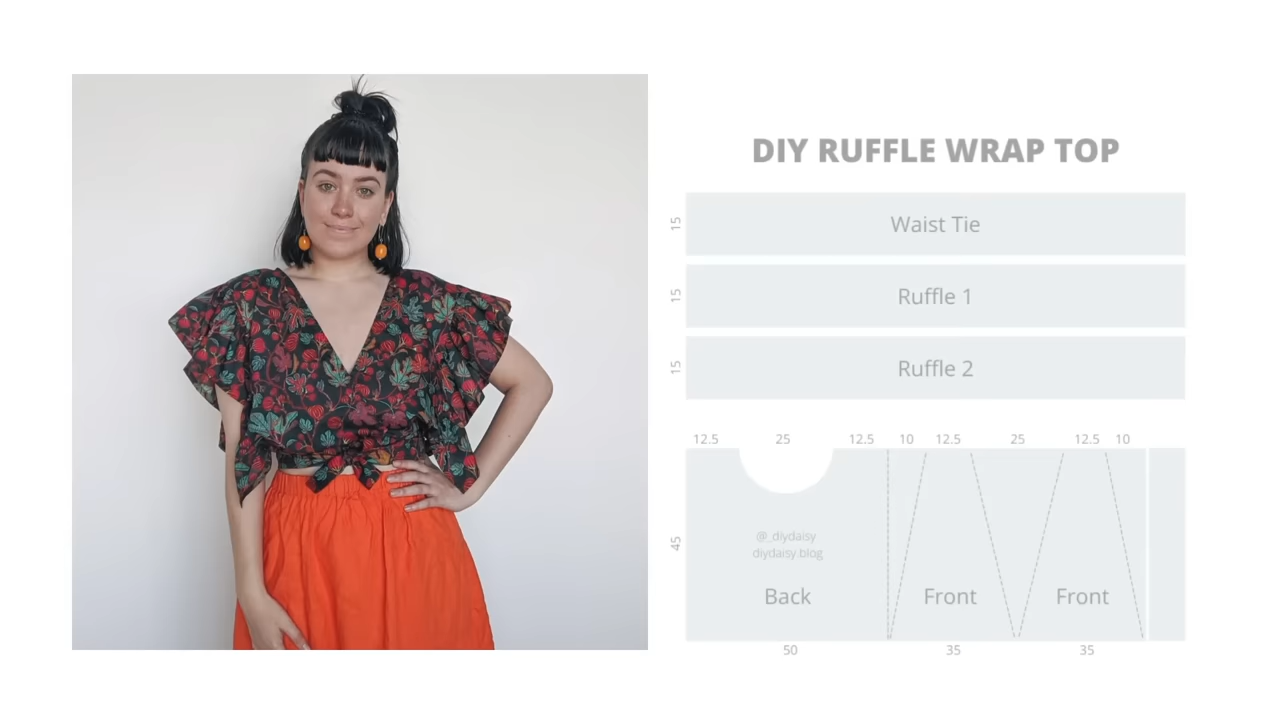 DIY RUFFLE WRAP TOP
15 Waist Tie
15 Ruffle 1
15 Ruffle 2
12.5 25 12.5 10 12.5 25 12.5 10
45
@_diydaisy
diydaisy.blog
Back Front Front
50 35 35